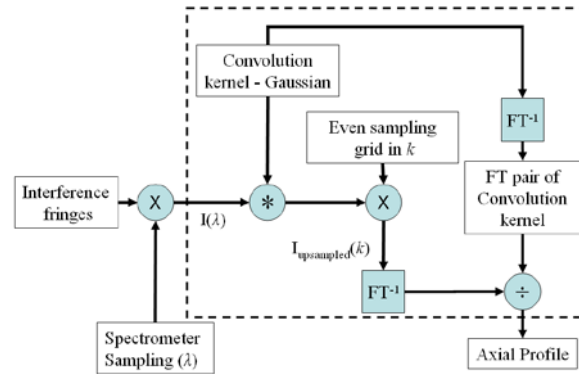 Convolution
kernel - Gaussian
FT-1
Even sampling
grid in k
Interference
fringes
X
I(λ)
*
X
FT pair of
Convolution
kernel
Iupsampled(k)
FT-1
÷
Spectrometer
Sampling (λ)
Axial Profile